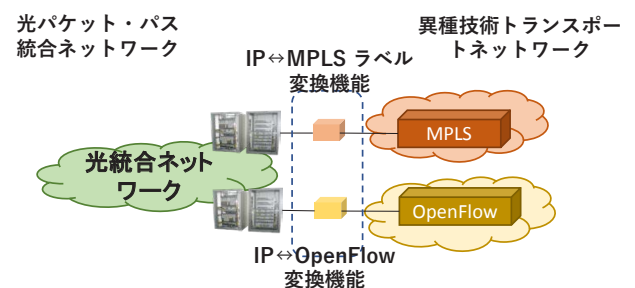 光パケット・パス
統合ネットワーク
異種技術トランスポー
トネットワーク
IP⇔MPLS ラベル
変換機能
MPLS
光統合ネット
ワーク
OpenFlow
IP⇔OpenFlow
変換機能